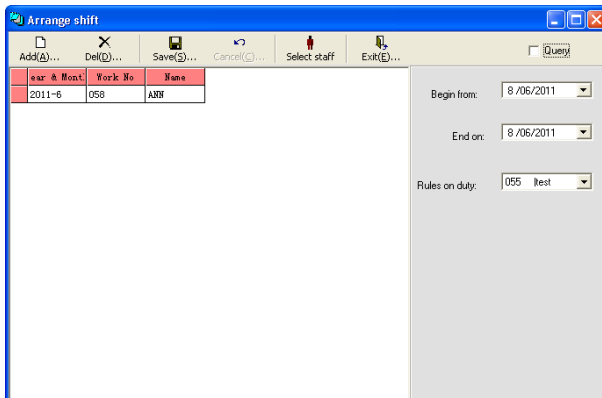 Arrange shift
Add(A)... Del(D)... Save(S)... Cancel(C)... Select staff Exit(E)... Query
ear & Mont Work No Name
2011-6 058 ANN
Begin from: 8 /06/2011
End on: 8 /06/2011
Rules on duty: 055 test